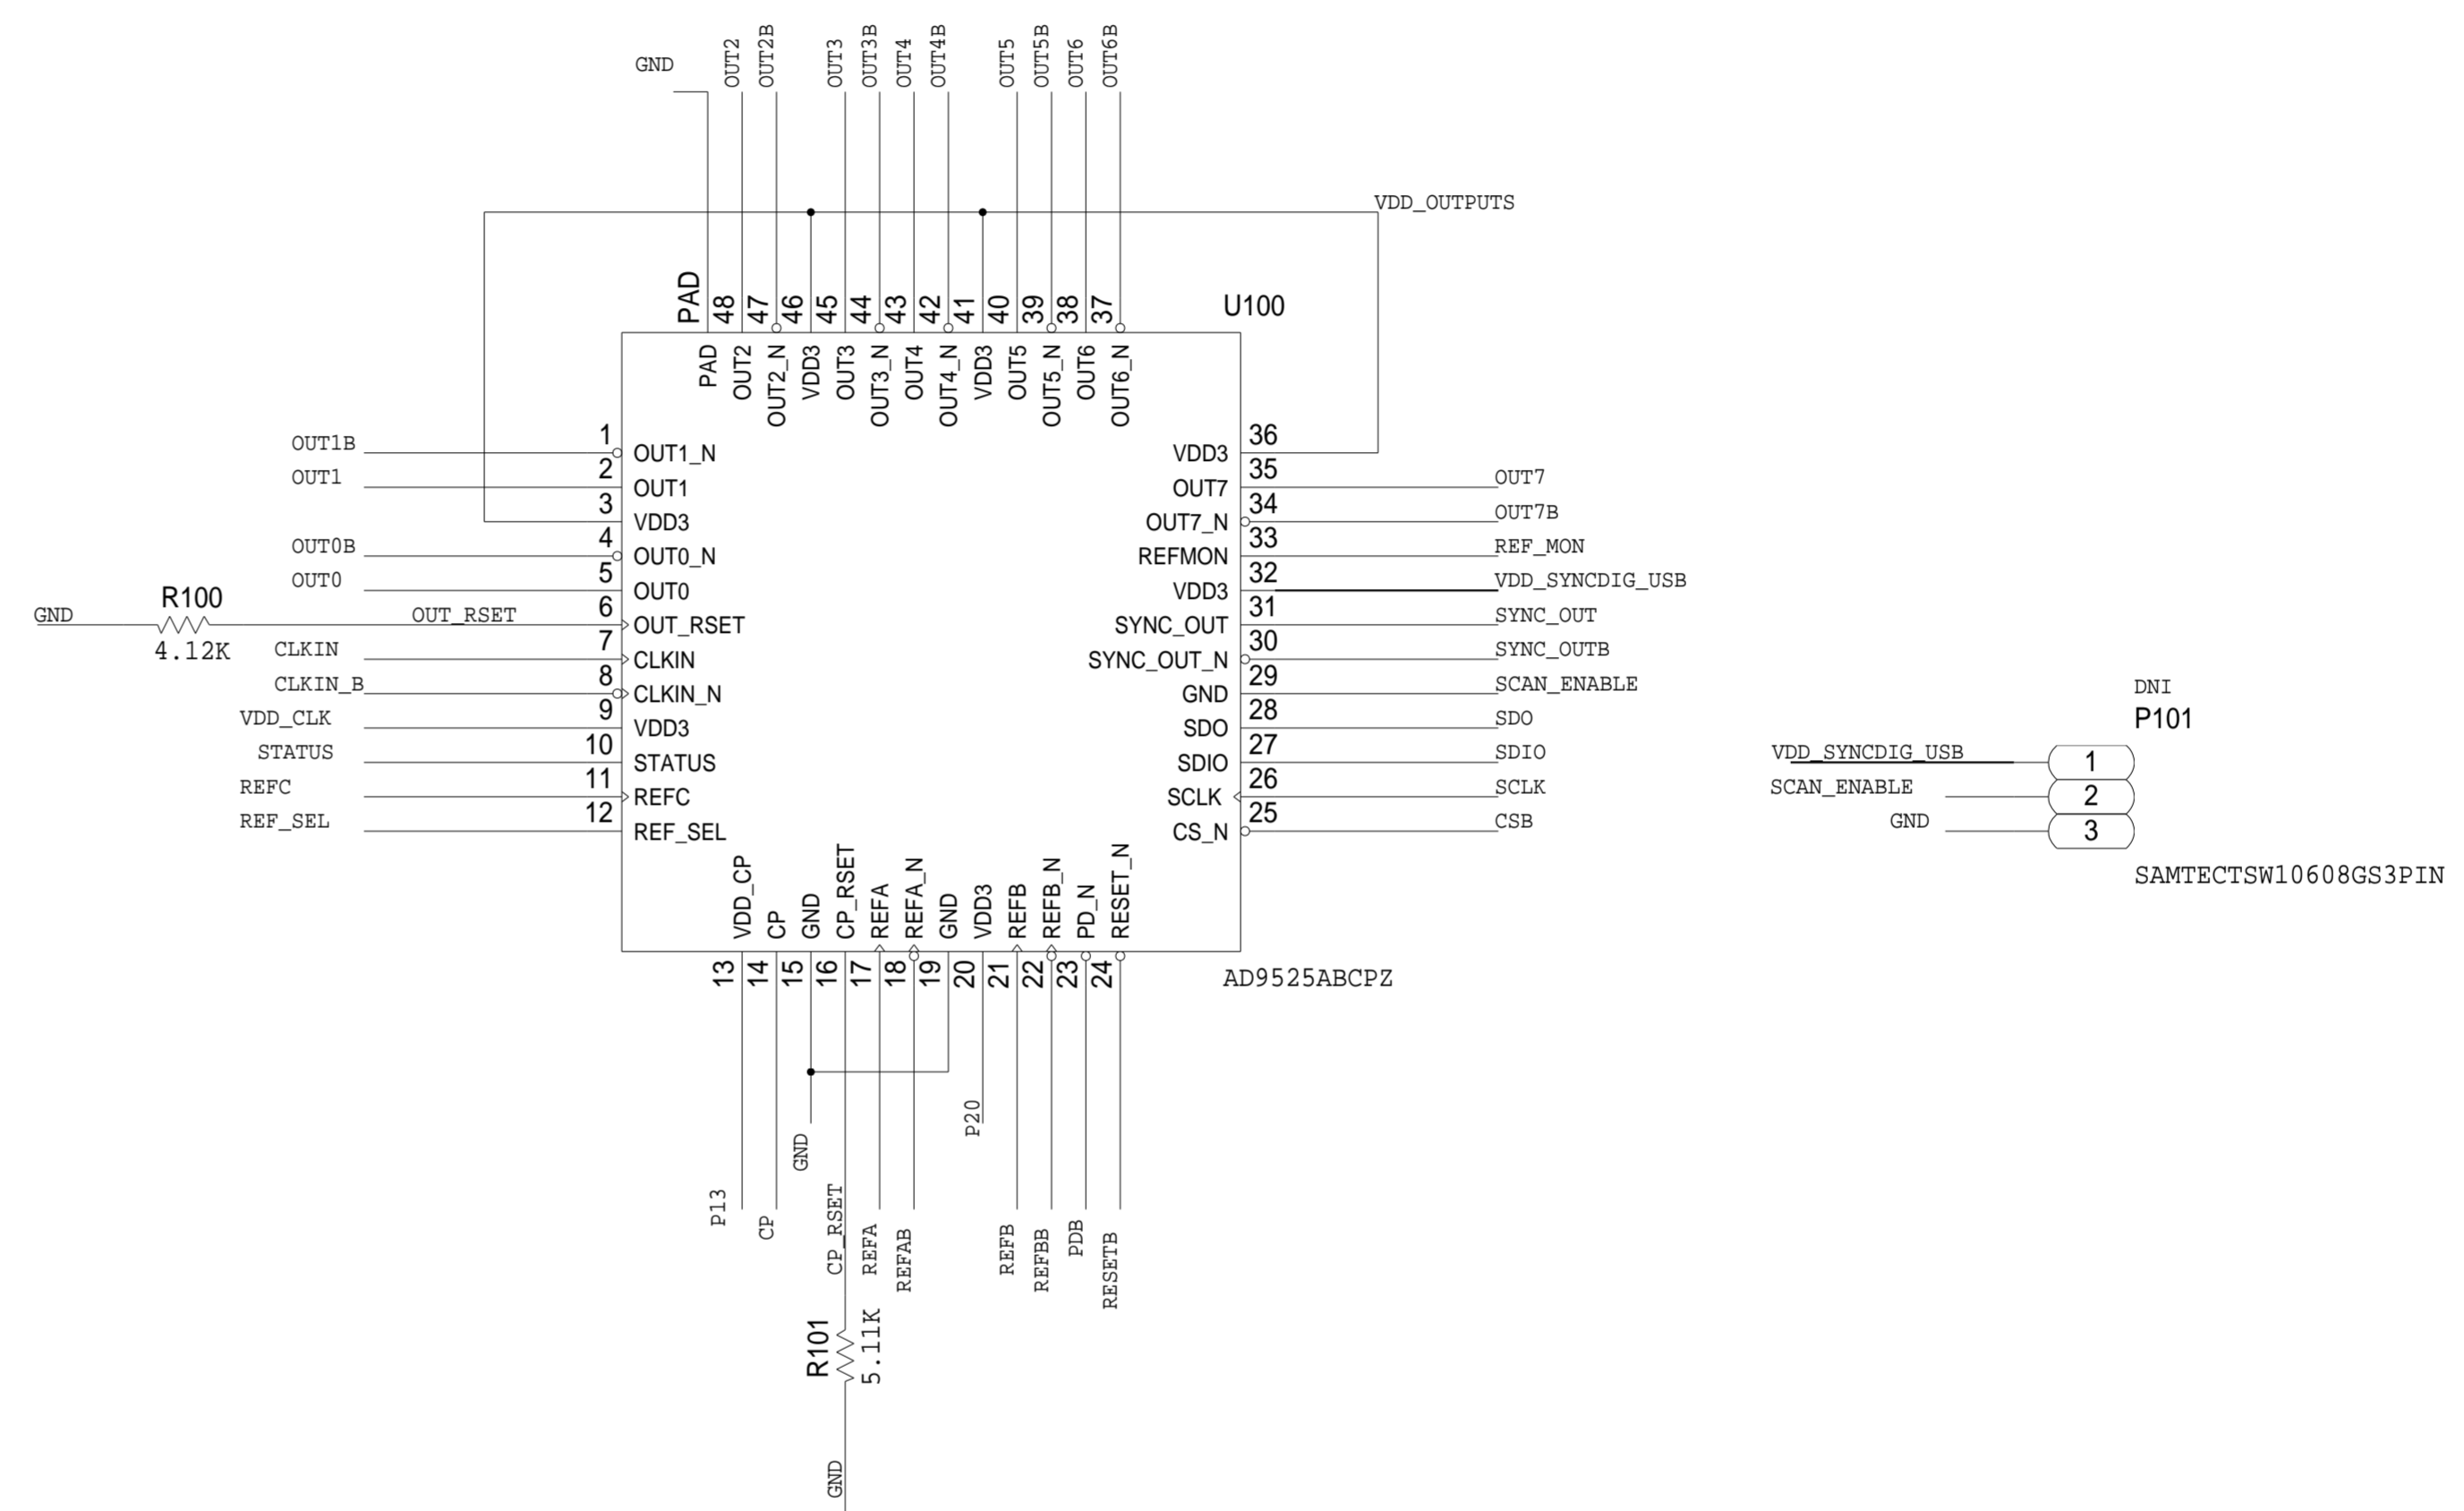 GND
OUT2
OUT2B
OUT3
OUT3B
OUT4
OUT4B
OUT5
OUT5B
OUT6
OUT6B
VDD_OUTPUTS
PAD
48
47
46
45
44
43
42
41
40
39
38
37
U100
PAD
OUT2
OUT2_N
VDD3
OUT3
OUT3_N
OUT4
OUT4_N
VDD3
OUT5
OUT5_N
OUT6
OUT6_N
OUT1B 1 OUT1_N
OUT1 2 OUT1
3 VDD3
OUT0B 4 OUT0_N
OUT0 5 OUT0
GND R100 4.12K OUT_RSET 6 OUT_RSET
CLKIN 7 CLKIN
CLKIN_B 8 CLKIN_N
VDD_CLK 9 VDD3
STATUS 10 STATUS
REFC 11 REFC
REF_SEL 12 REF_SEL
VDD3 36
OUT7 35 OUT7
OUT7_N 34 OUT7B
REFMON 33 REF_MON
VDD3 32 VDD_SYNCDIG_USB
SYNC_OUT 31 SYNC_OUT
SYNC_OUT_N 30 SYNC_OUTB
GND 29 SCAN_ENABLE
SDO 28 SDO
SDIO 27 SDIO
SCLK 26 SCLK
CS_N 25 CSB
DNI
P101
VDD_SYNCDIG_USB 1
SCAN_ENABLE 2
GND 3
SAMTECTSW10608GS3PIN
VDD_CP
CP
GND
CP_RSET
REFA
REFA_N
GND
VDD3
REFB
REFB_N
PD_N
RESET_N
13
14
15
16
17
18
19
20
21
22
23
24
AD9525ABCPZ
P13
CP
GND
CP_RSET
REFA
REFAB
P20
REFB
REFBB
PDB
RESETB
R101
5.11K
GND